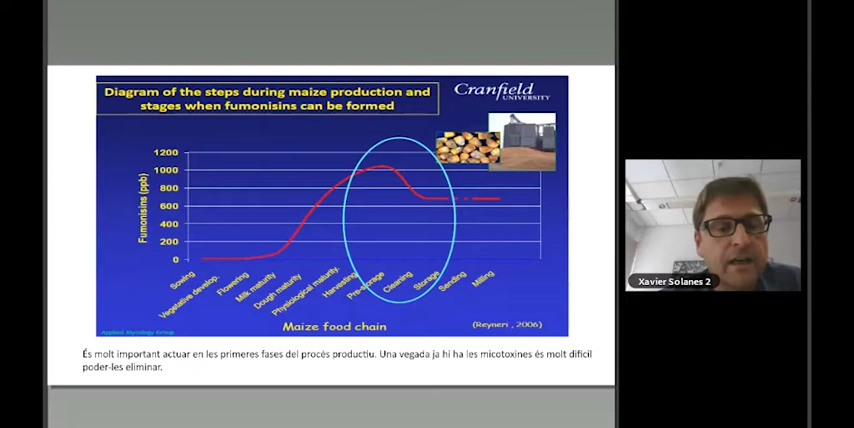 Diagram of the steps during maize production and
stages when fumonisins can be formed
Cranfield
UNIVERSITY
Fumonisins (ppb)
1200
1000
800
600
400
200
0
Sowing
Vegetative develop.
Flowering
Milk maturity
Dough maturity
Physiological maturity.
Harvesting
Pre-storage
Cleaning
Storage
Sending
Milling
Maize food chain
(Reyneri , 2006)
Applied Mycology Group
És molt important actuar en les primeres fases del procés productiu. Una vegada ja hi ha les micotoxines és molt difícil
poder-les eliminar.
Xavier Solanes 2